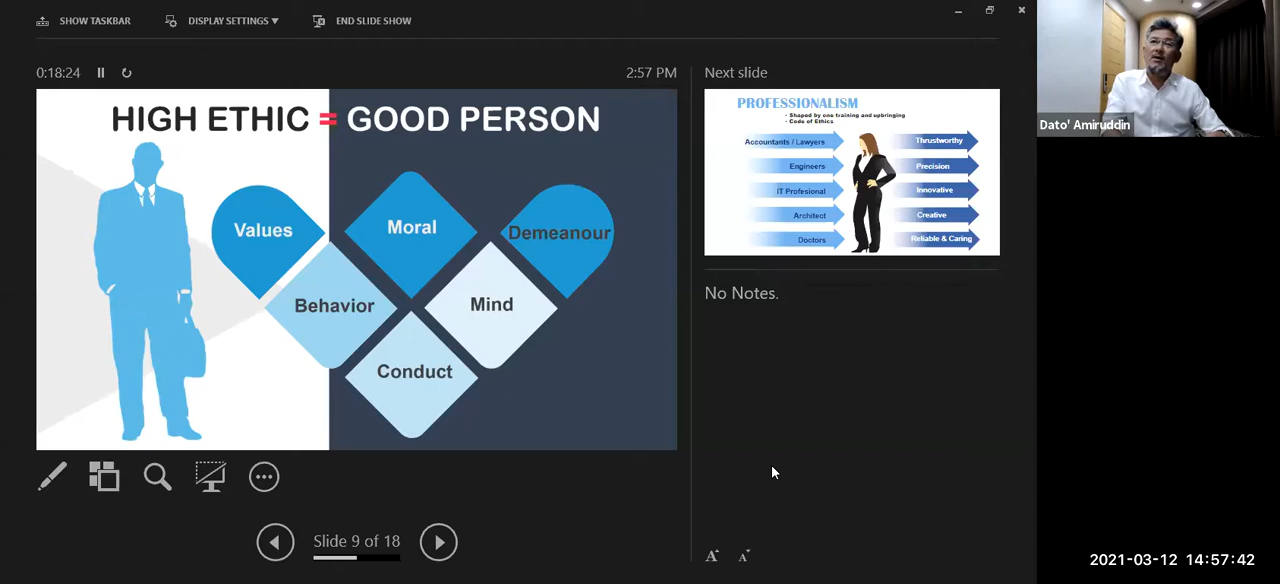 SHOW TASKBAR
DISPLAY SETTINGS ▼
END SLIDE SHOW
0:18:24
2:57 PM
HIGH ETHIC = GOOD PERSON
Values
Moral
Demeanour
Behavior
Mind
Conduct
Slide 9 of 18
Next slide
PROFESSIONALISM
• Shaped by one training and upbringing
• Code of Ethics
Accountants / Lawyers
Thrustworthy
Engineers
Precision
IT Profesional
Innovative
Architect
Creative
Doctors
Reliable & Caring
No Notes.
A A
Dato' Amiruddin
2021-03-12 14:57:42